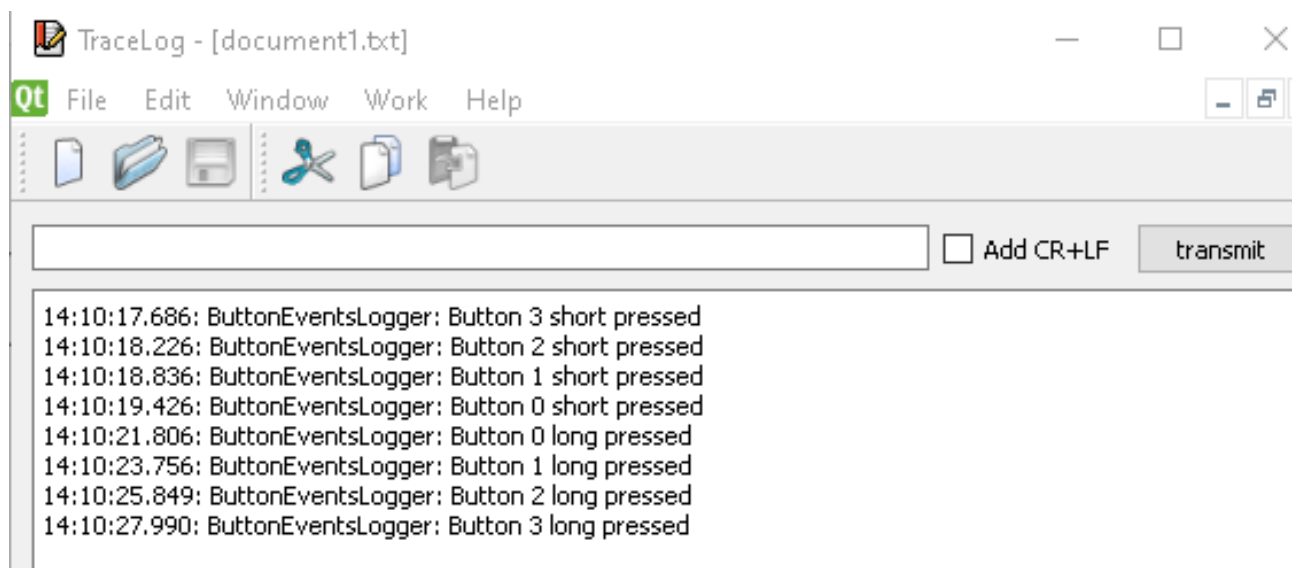 TraceLog - [document1.txt]
Qt File Edit Window Work Help
Add CR+LF transmit
14:10:17.686: ButtonEventsLogger: Button 3 short pressed
14:10:18.226: ButtonEventsLogger: Button 2 short pressed
14:10:18.836: ButtonEventsLogger: Button 1 short pressed
14:10:19.426: ButtonEventsLogger: Button 0 short pressed
14:10:21.806: ButtonEventsLogger: Button 0 long pressed
14:10:23.756: ButtonEventsLogger: Button 1 long pressed
14:10:25.849: ButtonEventsLogger: Button 2 long pressed
14:10:27.990: ButtonEventsLogger: Button 3 long pressed